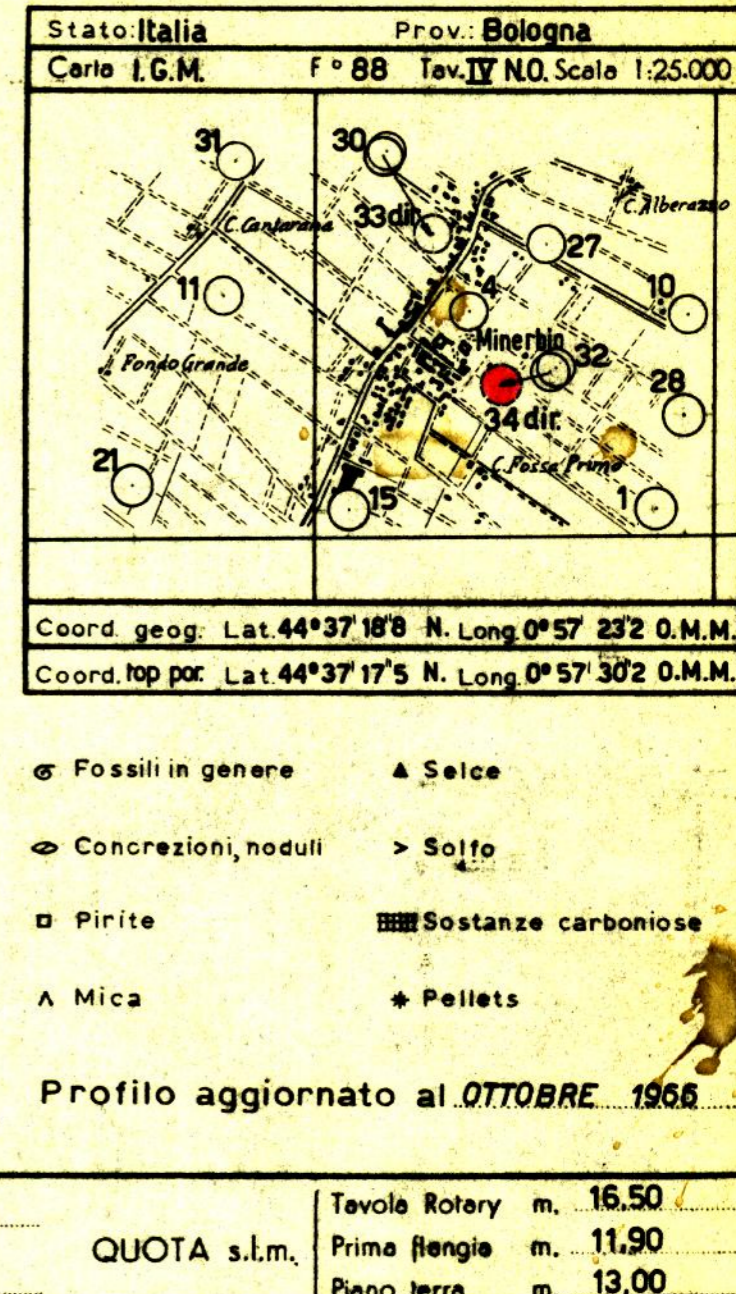 Stato: Italia Prov.: Bologna
Carta I.G.M. F° 88 Tav. IV N.O. Scala 1:25.000
31 30
C. Alberazzo
33 dir. C. Cantarana
27
11 4 10
Minerbio
32
Fondo Grande
28
34 dir.
21 C. Fossa Prima
15 1
Coord. geog. Lat. 44° 37' 18"8 N. Long. 0° 57' 23"2 O.M.M.
Coord. top por. Lat. 44° 37' 17"5 N. Long. 0° 57' 30"2 O.M.M.
Fossili in genere ▲ Selce
Concrezioni, noduli > Solfo
Pirite Sostanze carboniose
Mica * Pellets
Profilo aggiornato al OTTOBRE 1966
Tavola Rotary m. 16.50
QUOTA s.l.m. Prima flangia m. 11.90
Piano terra m. 13.00